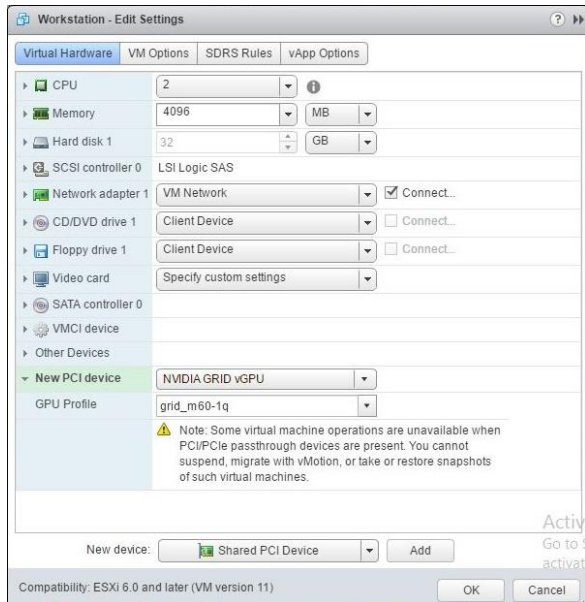 Workstation - Edit Settings
Virtual Hardware VM Options SDRS Rules vApp Options
CPU 2
Memory 4096 MB
Hard disk 1 32 GB
SCSI controller 0 LSI Logic SAS
Network adapter 1 VM Network Connect...
CD/DVD drive 1 Client Device Connect...
Floppy drive 1 Client Device Connect...
Video card Specify custom settings
SATA controller 0
VMCI device
Other Devices
New PCI device NVIDIA GRID vGPU
GPU Profile grid_m60-1q
Note: Some virtual machine operations are unavailable when
PCI/PCIe passthrough devices are present. You cannot
suspend, migrate with vMotion, or take or restore snapshots
of such virtual machines.
Activ
New device: Shared PCI Device Add
Go to S
activat
Compatibility: ESXi 6.0 and later (VM version 11) OK Cancel